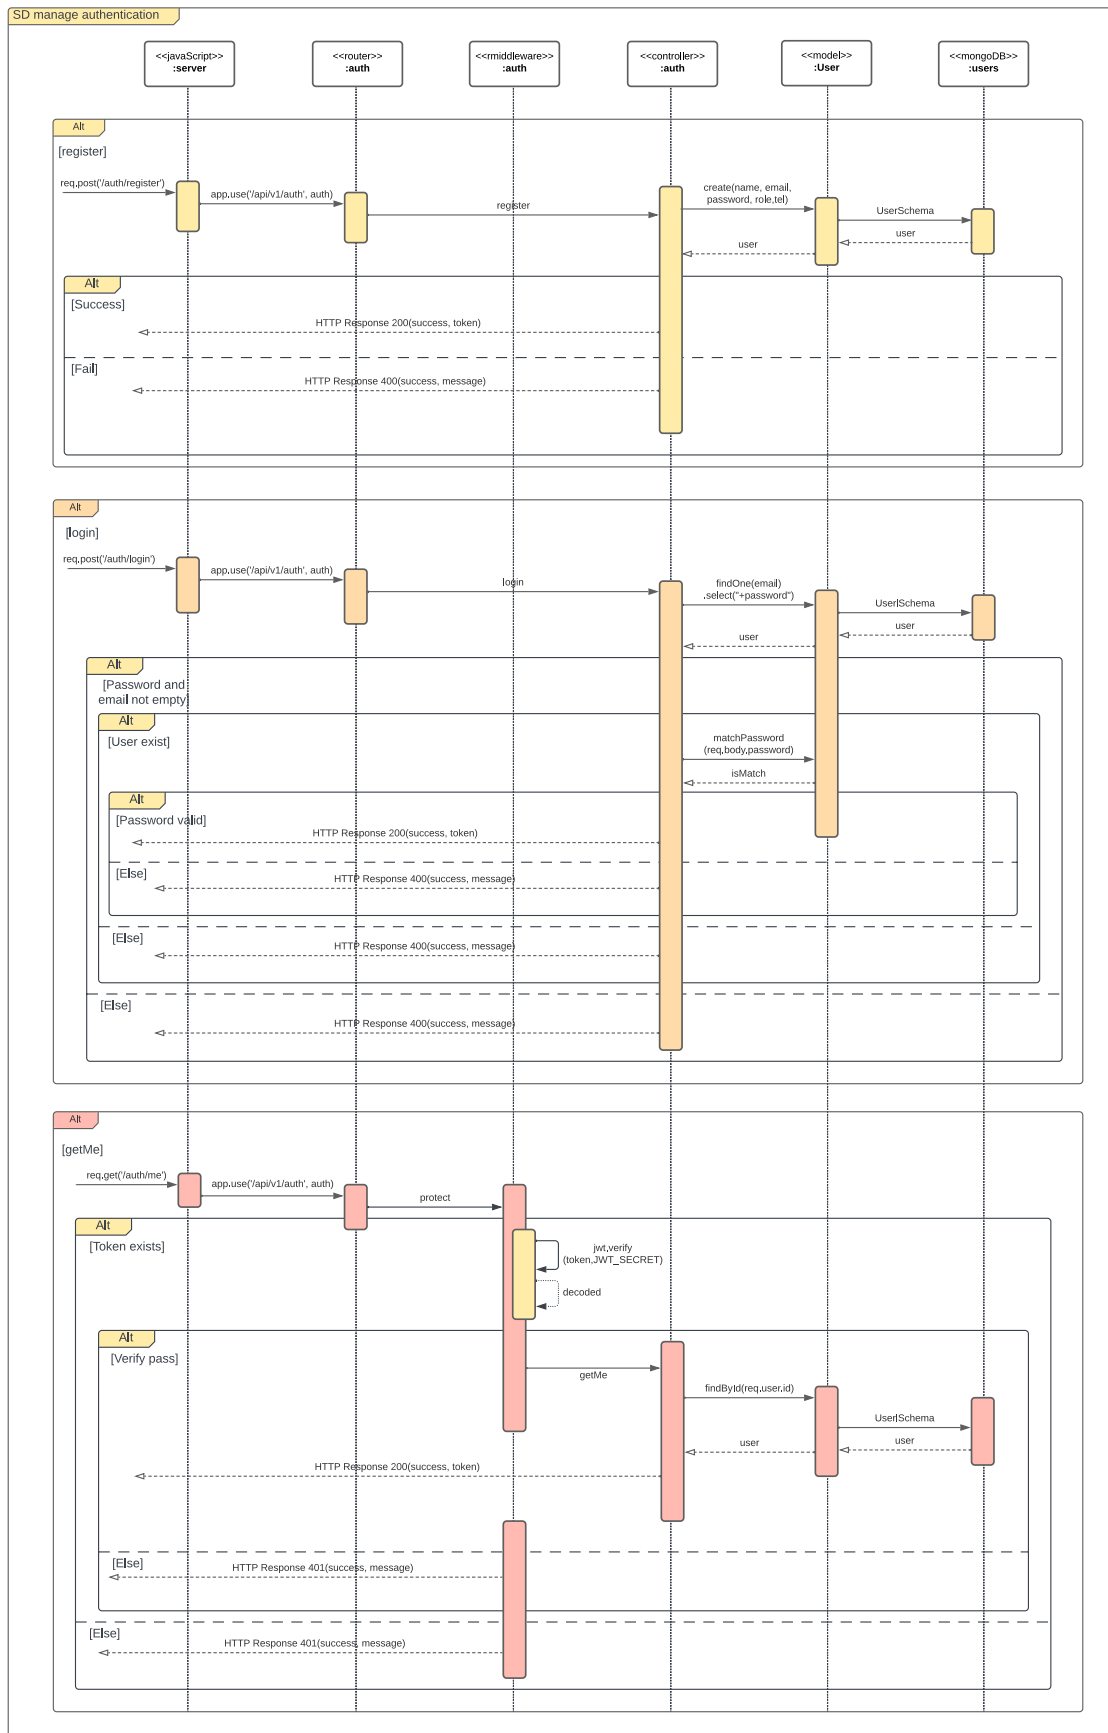 SD manage authentication
<<javaScript>>
:server
<<router>>
:auth
<<rmiddleware>>
:auth
<<controller>>
:auth
<<model>>
:User
<<mongoDB>>
:users
Alt
[register]
req.post('/auth/register')
app.use('/api/v1/auth', auth)
register
create(name, email,
password, role,tel)
UserSchema
user
user
Alt
[Success]
HTTP Response 200(success, token)
[Fail]
HTTP Response 400(success, message)
Alt
[login]
req.post('/auth/login')
app.use('/api/v1/auth', auth)
login
findOne(email)
.select("+password")
UserlSchema
user
user
Alt
[Password and
email not empty]
Alt
[User exist]
matchPassword
(req,body,password)
isMatch
Alt
[Password valid]
HTTP Response 200(success, token)
[Else]
HTTP Response 400(success, message)
[Else]
HTTP Response 400(success, message)
[Else]
HTTP Response 400(success, message)
Alt
[getMe]
req.get('/auth/me')
app.use('/api/v1/auth', auth)
protect
Alt
[Token exists]
jwt,verify
(token,JWT_SECRET)
decoded
Alt
[Verify pass]
getMe
findById(req.user.id)
UserlSchema
user
user
HTTP Response 200(success, token)
[Else]
HTTP Response 401(success, message)
[Else]
HTTP Response 401(success, message)